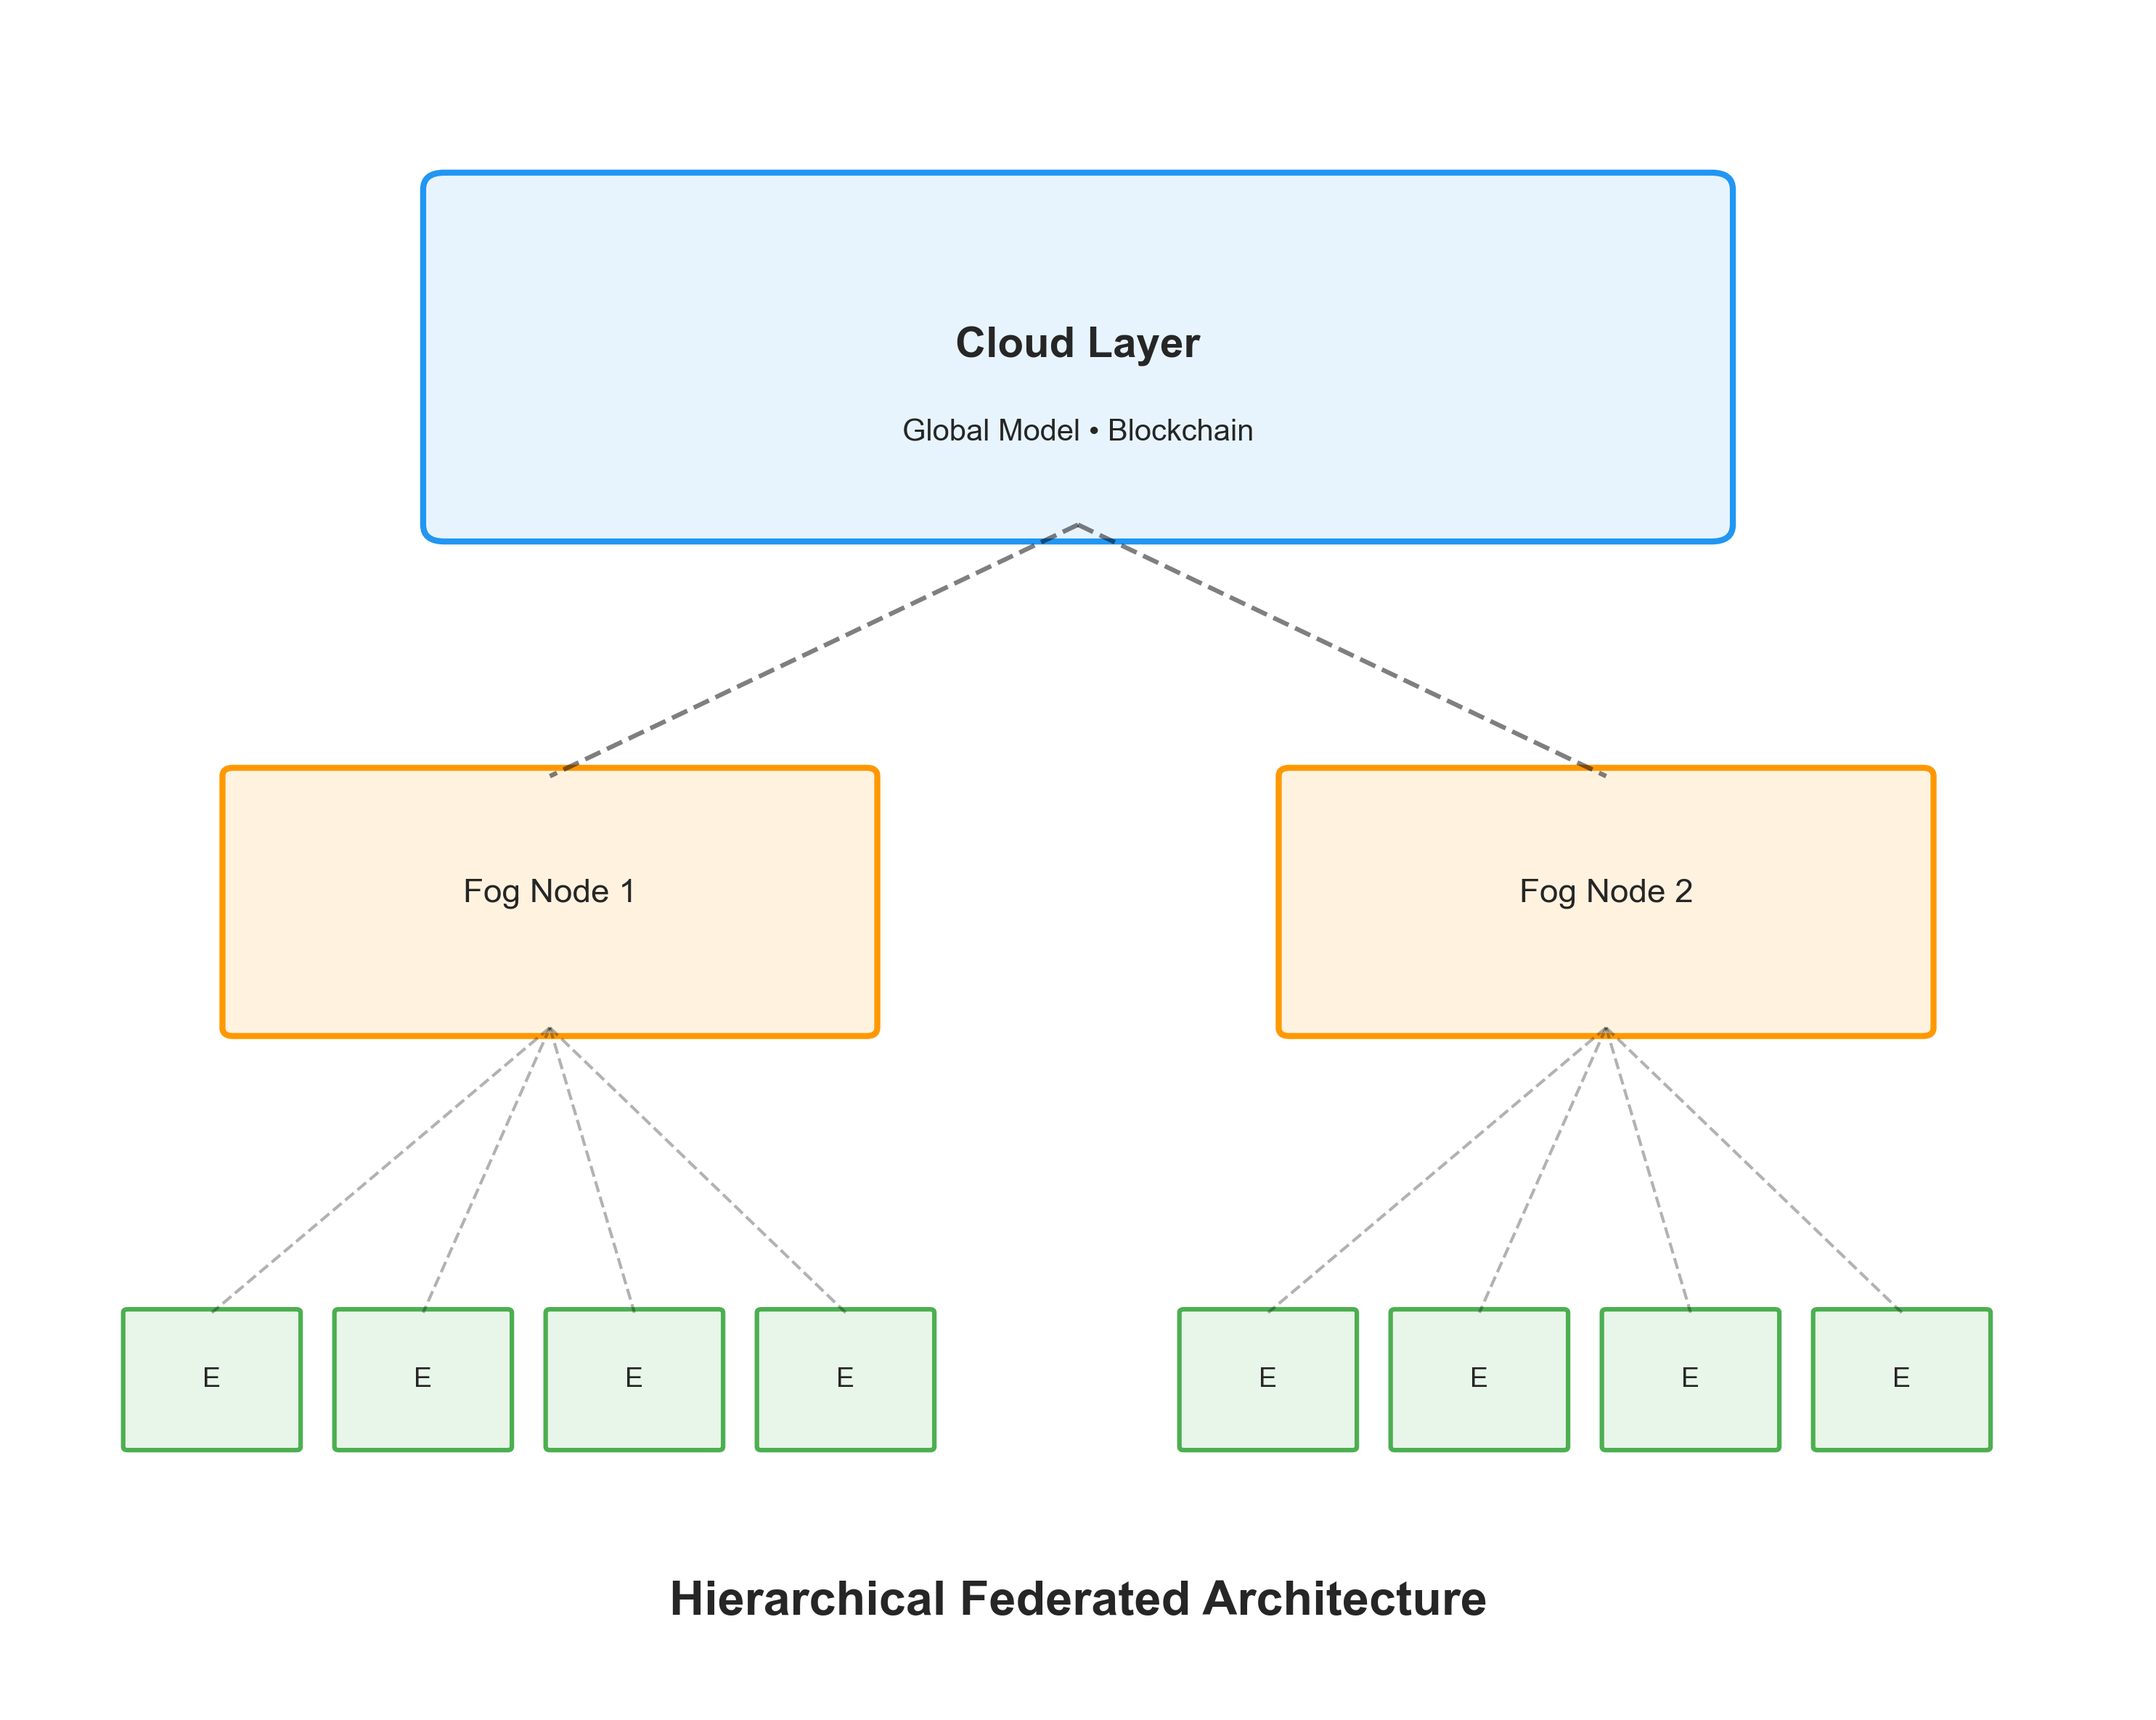 Cloud Layer
Global Model • Blockchain
Fog Node 1
Fog Node 2
E
E
E
E
E
E
E
E
Hierarchical Federated Architecture